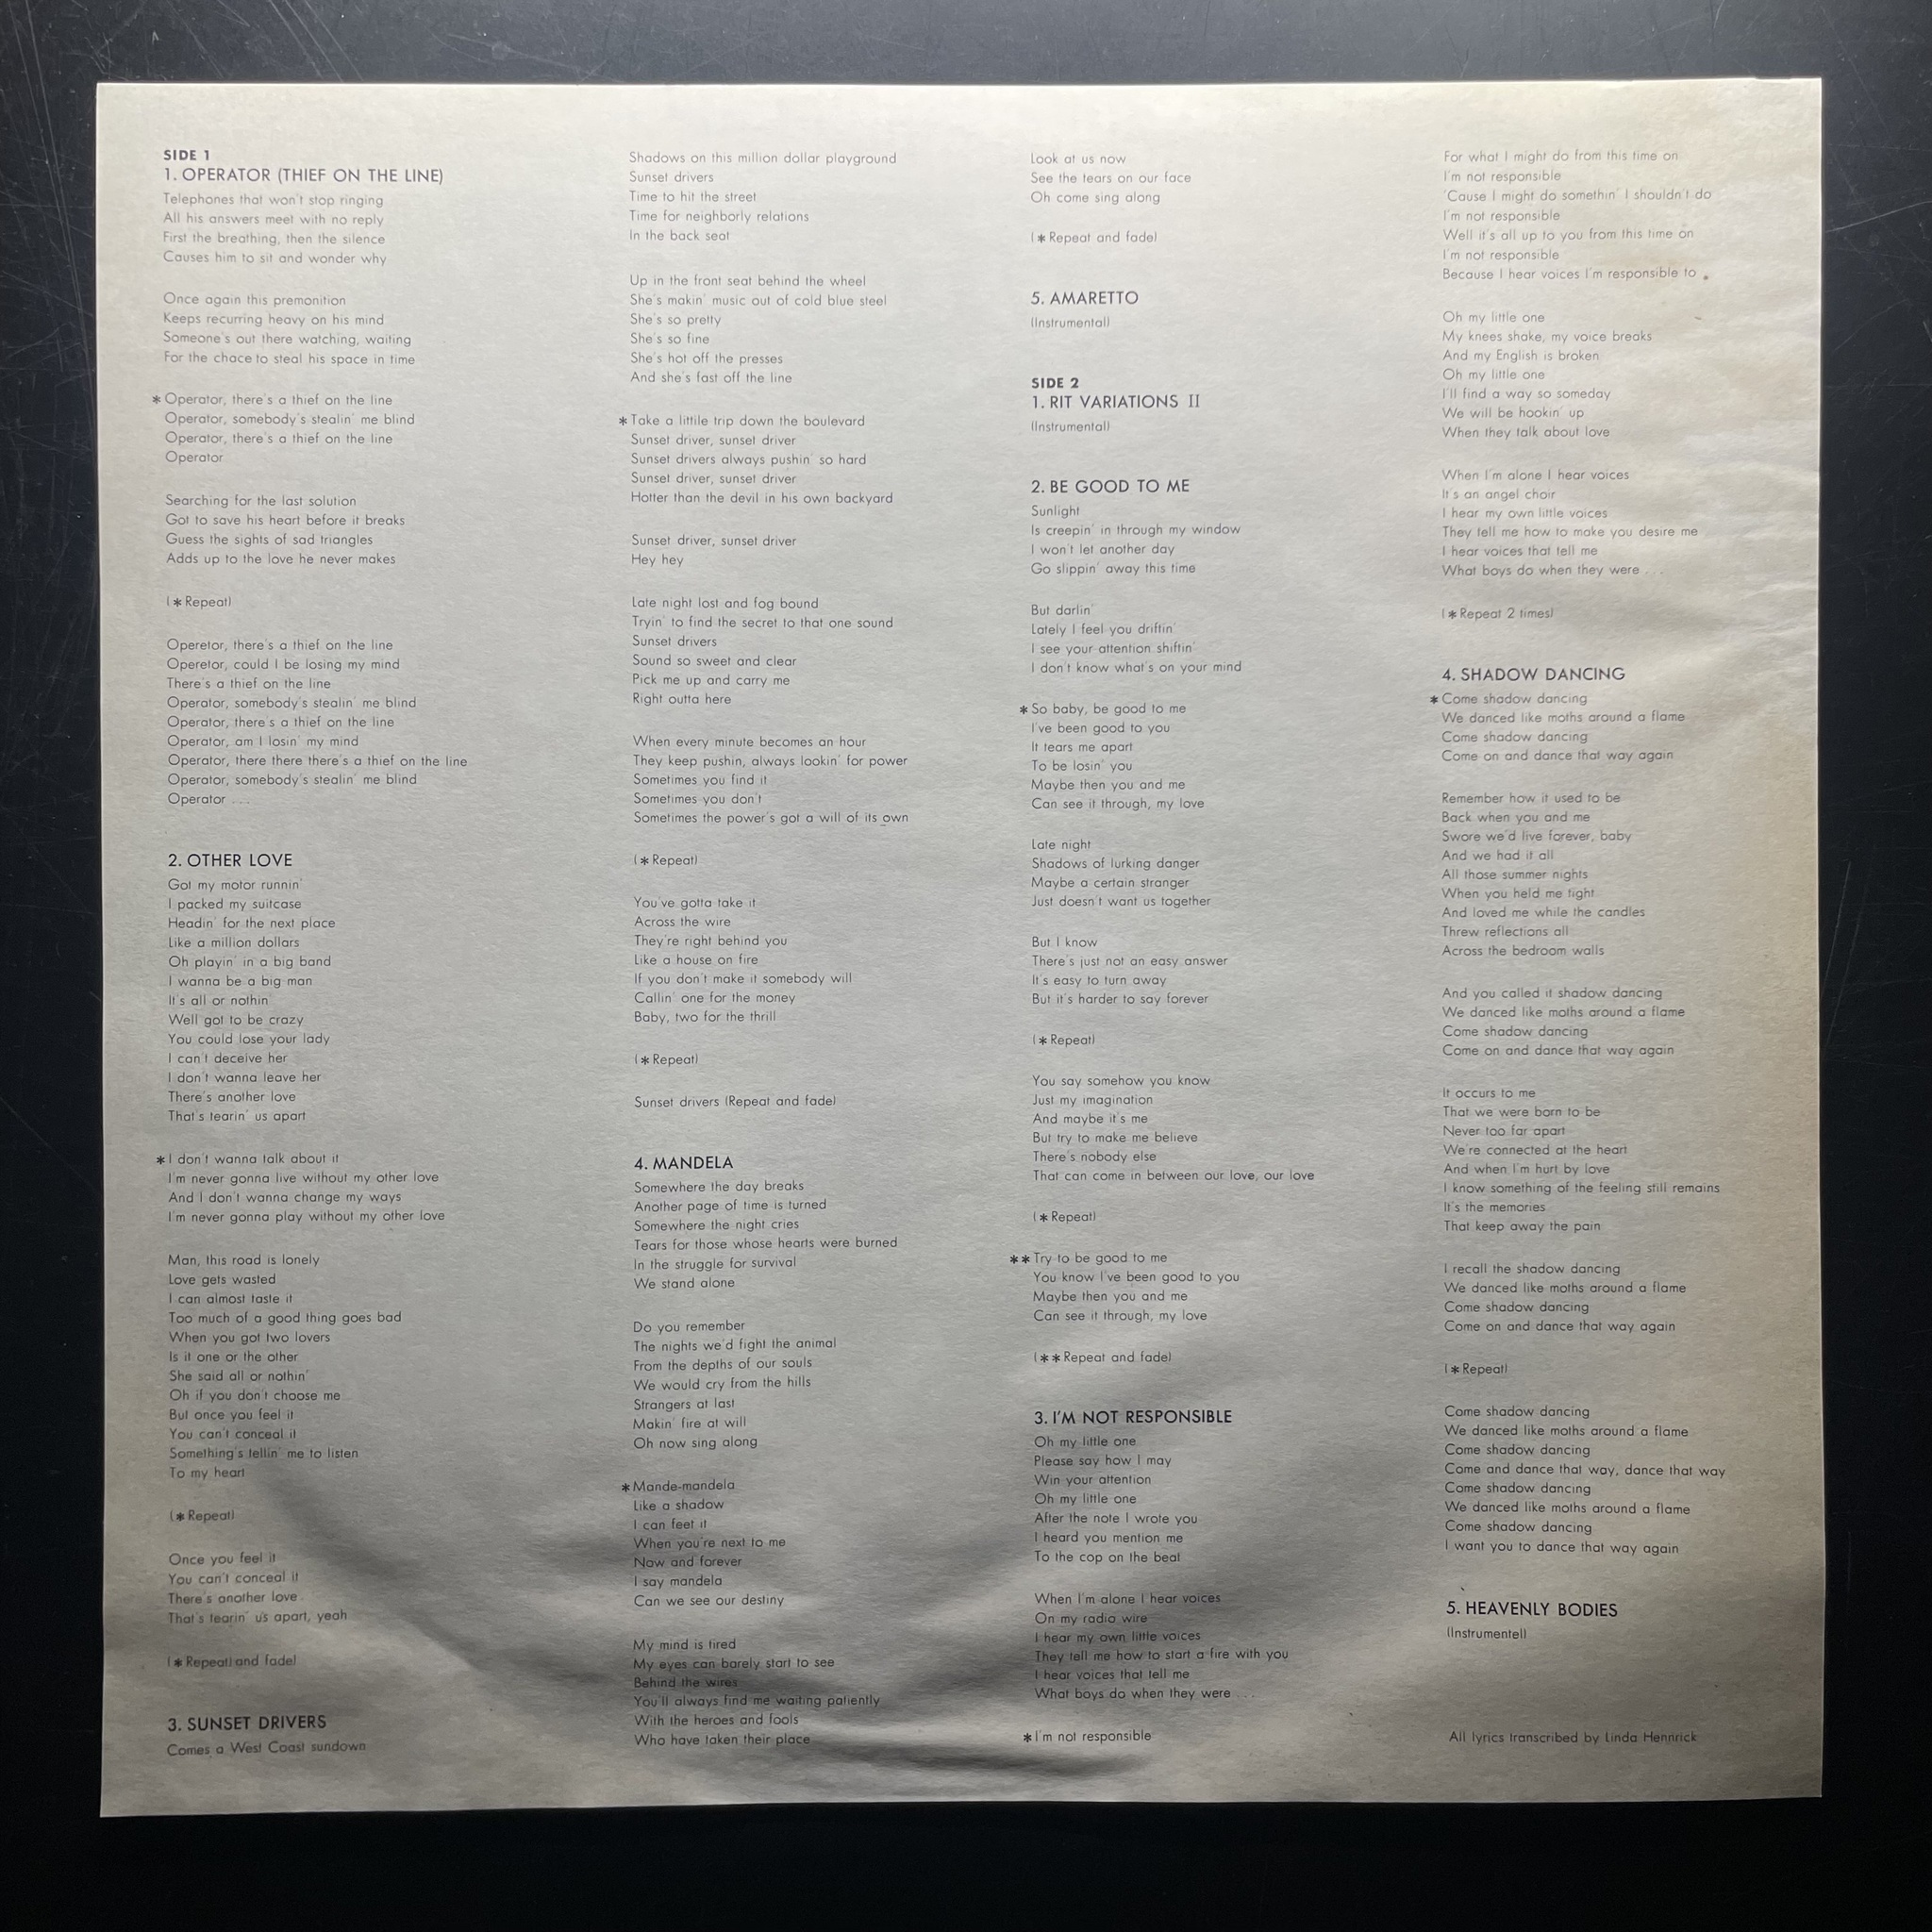 SIDE 1
1. OPERATOR (THIEF ON THE LINE)
Telephones that won't stop ringing
All his answers meet with no reply
First the breathing, then the silence
Causes him to sit and wonder why
Once again this premonition
Keeps recurring heavy on his mind
Someone's out there watching, waiting
For the chace to steal his space in time
*Operator, there's a thief on the line
Operator, somebody's stealin' me blind
Operator, there's a thief on the line
Operator
Searching for the last solution
Got to save his heart before it breaks
Guess the sights of sad triangles
Adds up to the love he never makes
(*Repeat)
Operetor, there's a thief on the line
Operetor, could I be losing my mind
There's a thief on the line
Operator, somebody's stealin' me blind
Operator, there's a thief on the line
Operator, am I losin' my mind
Operator, there there there's a thief on the line
Operator, somebody's stealin' me blind
Operator ...
2. OTHER LOVE
Got my motor runnin'
I packed my suitcase
Headin' for the next place
Like a million dollars
Oh playin' in a big band
I wanna be a big man
It's all or nothin'
Well got to be crazy
You could lose your lady
I can't deceive her
I don't wanna leave her
There's another love
That's tearin' us apart
*I don't wanna talk about it
I'm never gonna live without my other love
And I don't wanna change my ways
I'm never gonna play without my other love
Man, this road is lonely
Love gets wasted
I can almost taste it
Too much of a good thing goes bad
When you got two lovers
Is it one or the other
She said all or nothin'
Oh if you don't choose me
But once you feel it
You can't conceal it
Something's tellin' me to listen
To my heart
(*Repeat)
Once you feel it
You can't conceal it
There's another love
That's tearin' us apart, yeah
(*Repeat) and fade)
3. SUNSET DRIVERS
Comes a West Coast sundown
Shadows on this million dollar playground
Sunset drivers
Time to hit the street
Time for neighborly relations
In the back seat
Up in the front seat behind the wheel
She's makin' music out of cold blue steel
She's so pretty
She's so fine
She's hot off the presses
And she's fast off the line
*Take a little trip down the boulevard
Sunset driver, sunset driver
Sunset drivers always pushin' so hard
Sunset driver, sunset driver
Hotter than the devil in his own backyard
Sunset driver, sunset driver
Hey hey
Late night lost and fog bound
Tryin' to find the secret to that one sound
Sunset drivers
Sound so sweet and clear
Pick me up and carry me
Right outta here
When every minute becomes an hour
They keep pushin, always lookin' for power
Sometimes you find it
Sometimes you don't
Sometimes the power's got a will of its own
(*Repeat)
You've gotta take it
Across the wire
They're right behind you
Like a house on fire
If you don't make it somebody will
Callin' one for the money
Baby, two for the thrill
(*Repeat)
Sunset drivers (Repeat and fade)
4. MANDELA
Somewhere the day breaks
Another page of time is turned
Somewhere the night cries
Tears for those whose hearts were burned
In the struggle for survival
We stand alone
Do you remember
The nights we'd fight the animal
From the depths of our souls
We would cry from the hills
Strangers at last
Makin' fire at will
Oh now sing along
*Mande-mandela
Like a shadow
I can feet it
When you're next to me
Now and forever
I say mandela
Can we see our destiny
My mind is tired
My eyes can barely start to see
Behind the wires
You'll always find me waiting patiently
With the heroes and fools
Who have taken their place
Look at us now
See the tears on our face
Oh come sing along
(*Repeat and fade)
5. AMARETTO
(Instrumental)
SIDE 2
1. RIT VARIATIONS II
(Instrumental)
2. BE GOOD TO ME
Sunlight
Is creepin' in through my window
I won't let another day
Go slippin' away this time
But darlin'
Lately I feel you driftin'
I see your attention shiftin'
I don't know what's on your mind
*So baby, be good to me
I've been good to you
It tears me apart
To be losin' you
Maybe then you and me
Can see it through, my love
Late night
Shadows of lurking danger
Maybe a certain stranger
Just doesn't want us together
But I know
There's just not an easy answer
It's easy to turn away
But it's harder to say forever
(*Repeat)
You say somehow you know
Just my imagination
And maybe it's me
But try to make me believe
There's nobody else
That can come in between our love, our love
(*Repeat)
**Try to be good to me
You know I've been good to you
Maybe then you and me
Can see it through, my love
(**Repeat and fade)
3. I'M NOT RESPONSIBLE
Oh my little one
Please say how I may
Win your attention
Oh my little one
After the note I wrote you
I heard you mention me
To the cop on the beat
When I'm alone I hear voices
On my radio wire
I hear my own little voices
They tell me how to start a fire with you
I hear voices that tell me
What boys do when they were ...
*I'm not responsible
For what I might do from this time on
I'm not responsible
'Cause I might do somethin' I shouldn't do
I'm not responsible
Well it's all up to you from this time on
I'm not responsible
Because I hear voices I'm responsible to.
Oh my little one
My knees shake, my voice breaks
And my English is broken
Oh my little one
I'll find a way so someday
We will be hookin' up
When they talk about love
When I'm alone I hear voices
It's an angel choir
I hear my own little voices
They tell me how to make you desire me
I hear voices that tell me
What boys do when they were ...
(*Repeat 2 times)
4. SHADOW DANCING
*Come shadow dancing
We danced like moths around a flame
Come shadow dancing
Come on and dance that way again
Remember how it used to be
Back when you and me
Swore we'd live forever, baby
And we had it all
All those summer nights
When you held me tight
And loved me while the candles
Threw reflections all
Across the bedroom walls
And you called it shadow dancing
We danced like moths around a flame
Come shadow dancing
Come on and dance that way again
It occurs to me
That we were born to be
Never too far apart
We're connected at the heart
And when I'm hurt by love
I know something of the feeling still remains
It's the memories
That keep away the pain
I recall the shadow dancing
We danced like moths around a flame
Come shadow dancing
Come on and dance that way again
(*Repeat)
Come shadow dancing
We danced like moths around a flame
Come shadow dancing
Come and dance that way, dance that way
Come shadow dancing
We danced like moths around a flame
Come shadow dancing
I want you to dance that way again
5. HEAVENLY BODIES
(Instrumentel)
All lyrics transcribed by Linda Hennrick